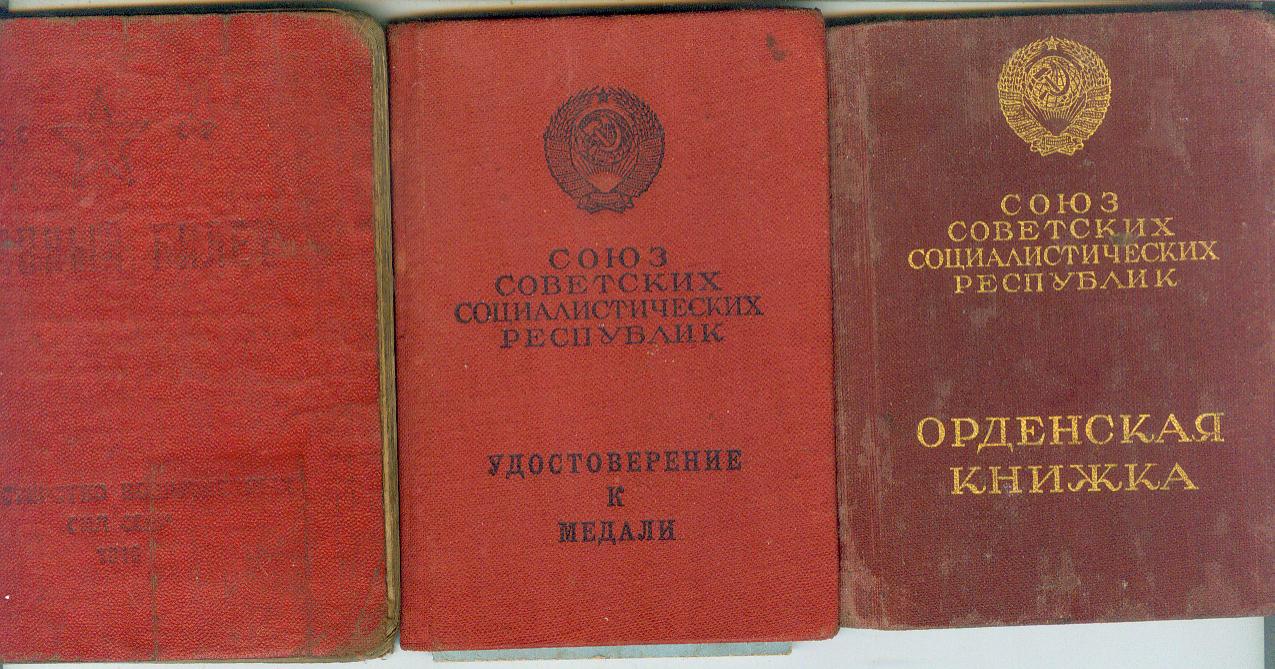 СОЮЗ
СОВЕТСКИХ
СОЦИАЛИСТИЧЕСКИХ
РЕСПУБЛИК
УДОСТОВЕРЕНИЕ
К
МЕДАЛИ
СОЮЗ
СОВЕТСКИХ
СОЦИАЛИСТИЧЕСКИХ
РЕСПУБЛИК
ОРДЕНСКАЯ
КНИЖКА